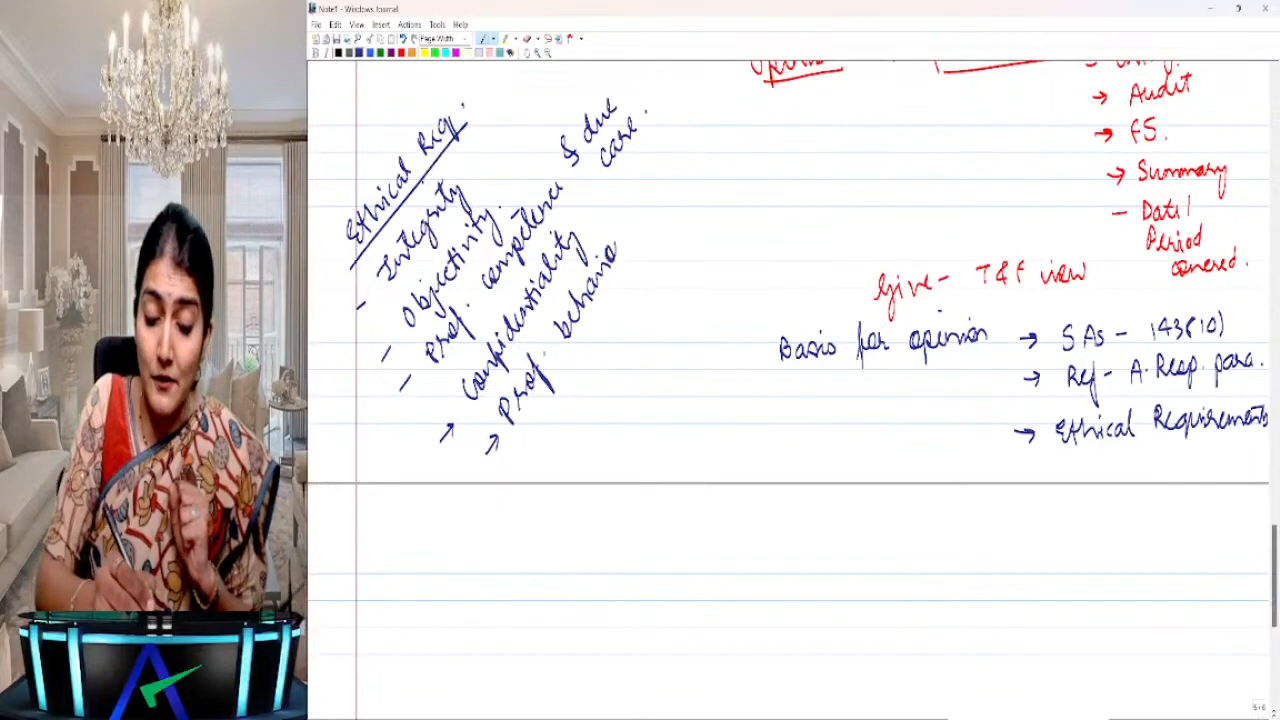 Note1 - Windows Journal
File Edit View Insert Actions Tools Help
Page Width
→ Audit
→ FS.
→ Summary
- Date/
Period
covered.
Give - T & F view
Basis for opinion → SAs - 143(10)
→ Ref - A. Resp. para.
→ Ethical Requirements
Ethical Req.
- Integrity
- Objectivity.
- Prof. competence & due
care.
→ Confidentiality
→ Prof. behavio
5/6